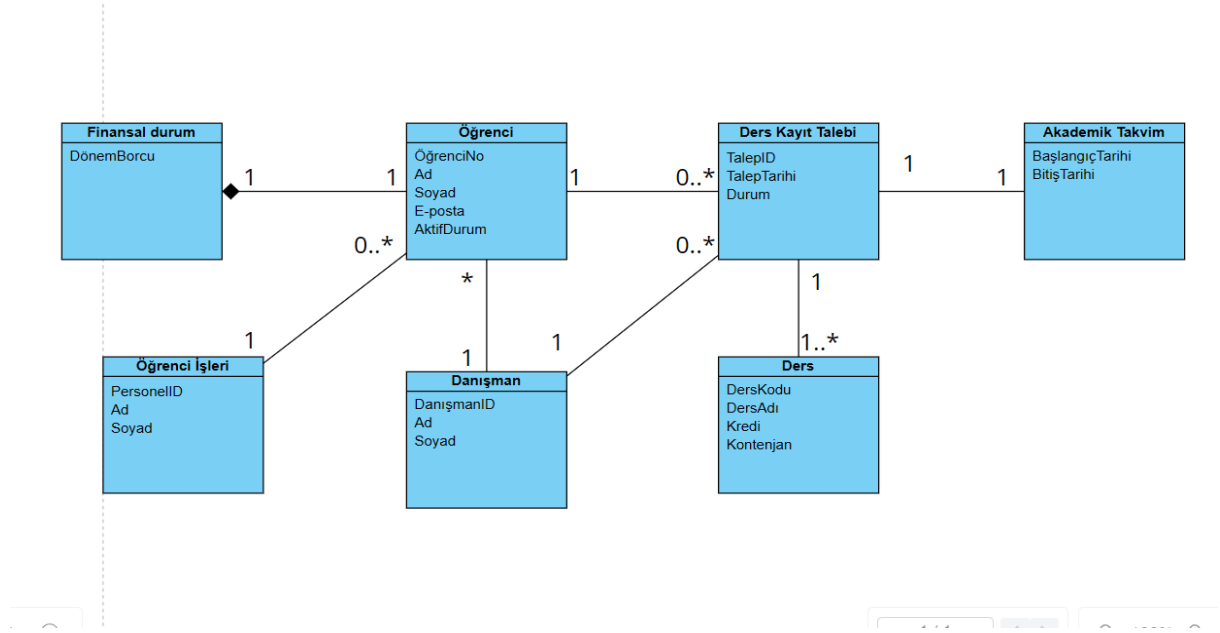 Finansal durum
DönemBorcu
1
1
Öğrenci
ÖğrenciNo
Ad
Soyad
E-posta
AktifDurum
1
0..*
Ders Kayıt Talebi
TalepID
TalepTarihi
Durum
1
1
Akademik Takvim
BaşlangıçTarihi
BitişTarihi
0..*
*
0..*
1
1
1
1
1..*
Öğrenci İşleri
PersonelID
Ad
Soyad
Danışman
DanışmanID
Ad
Soyad
Ders
DersKodu
DersAdı
Kredi
Kontenjan